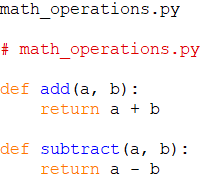 math_operations.py
# math_operations.py
def add(a, b):
    return a + b
def subtract(a, b):
    return a - b